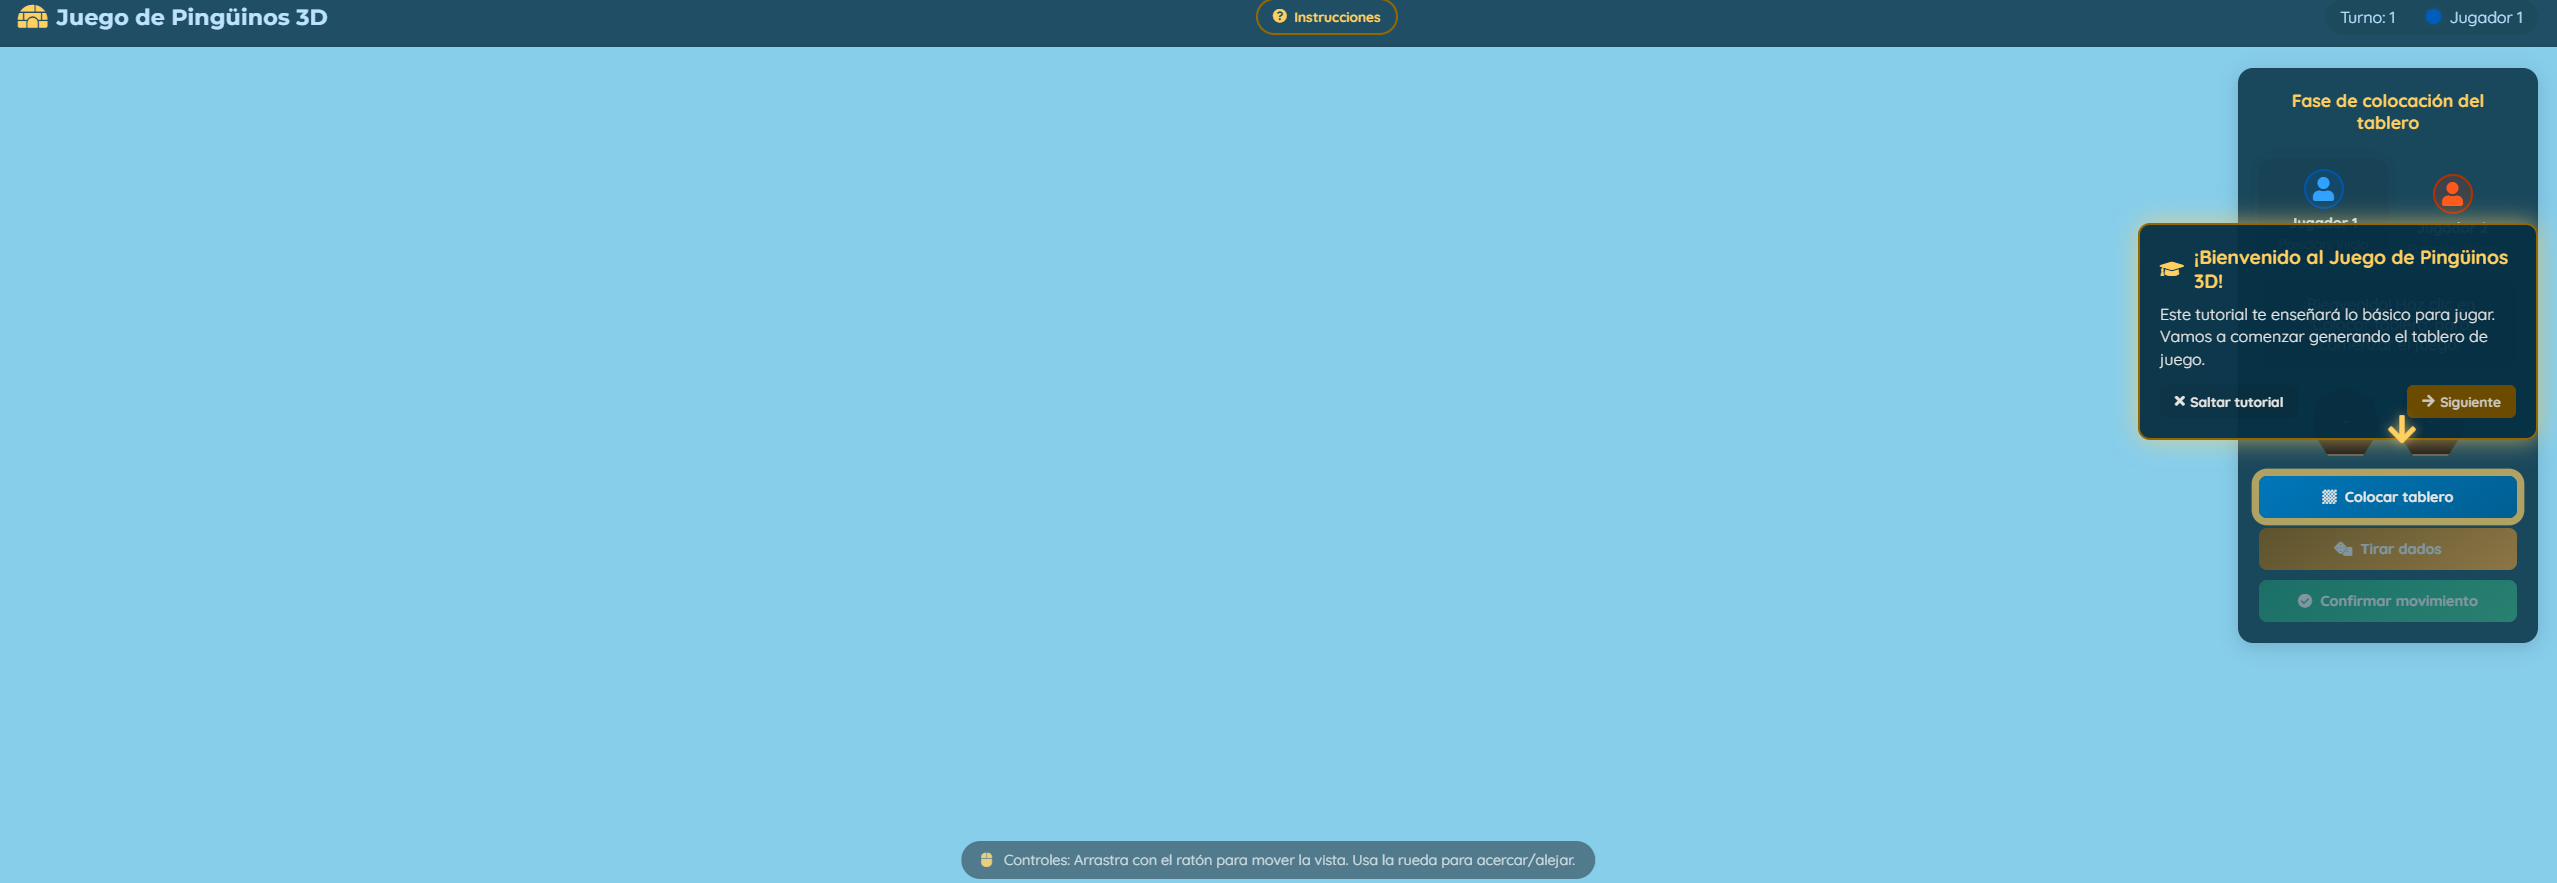 Juego de Pingüinos 3D
Instrucciones
Turno: 1
Jugador 1
Fase de colocación del
tablero
Jugador 1
Jugador 2
¡Bienvenido al Juego de Pingüinos
3D!
Este tutorial te enseñará lo básico para jugar.
Vamos a comenzar generando el tablero de
juego.
Saltar tutorial
Siguiente
Colocar tablero
Tirar dados
Confirmar movimiento
Controles: Arrastra con el ratón para mover la vista. Usa la rueda para acercar/alejar.